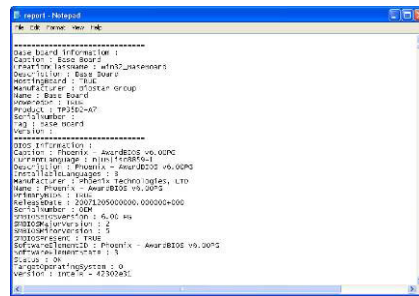 report - Notepad
File Edit Format View Help
==============================
Base board information :
Caption : Base Board
CreationClassName : Win32_BaseBoard
Description : Base Board
HostingBoard : TRUE
Manufacturer : Biostar Group
Name : Base Board
PoweredOn : TRUE
Product : TP35D2-A7
SerialNumber :
Tag : Base Board
Version :
==============================
BIOS Information :
Caption : Phoenix - AwardBIOS v6.00PG
CurrentLanguage : n|US|iso8859-1
Description : Phoenix - AwardBIOS v6.00PG
InstallableLanguages : 3
Manufacturer : Phoenix Technologies, LTD
Name : Phoenix - AwardBIOS v6.00PG
PrimaryBIOS : TRUE
ReleaseDate : 20071205000000.000000+000
SerialNumber : OEM
SMBIOSBIOSVersion : 6.00 PG
SMBIOSMajorVersion : 2
SMBIOSMinorVersion : 5
SMBIOSPresent : TRUE
SoftwareElementID : Phoenix - AwardBIOS v6.00PG
SoftwareElementState : 3
Status : OK
TargetOperatingSystem : 0
Version : IntelR - 42302e31